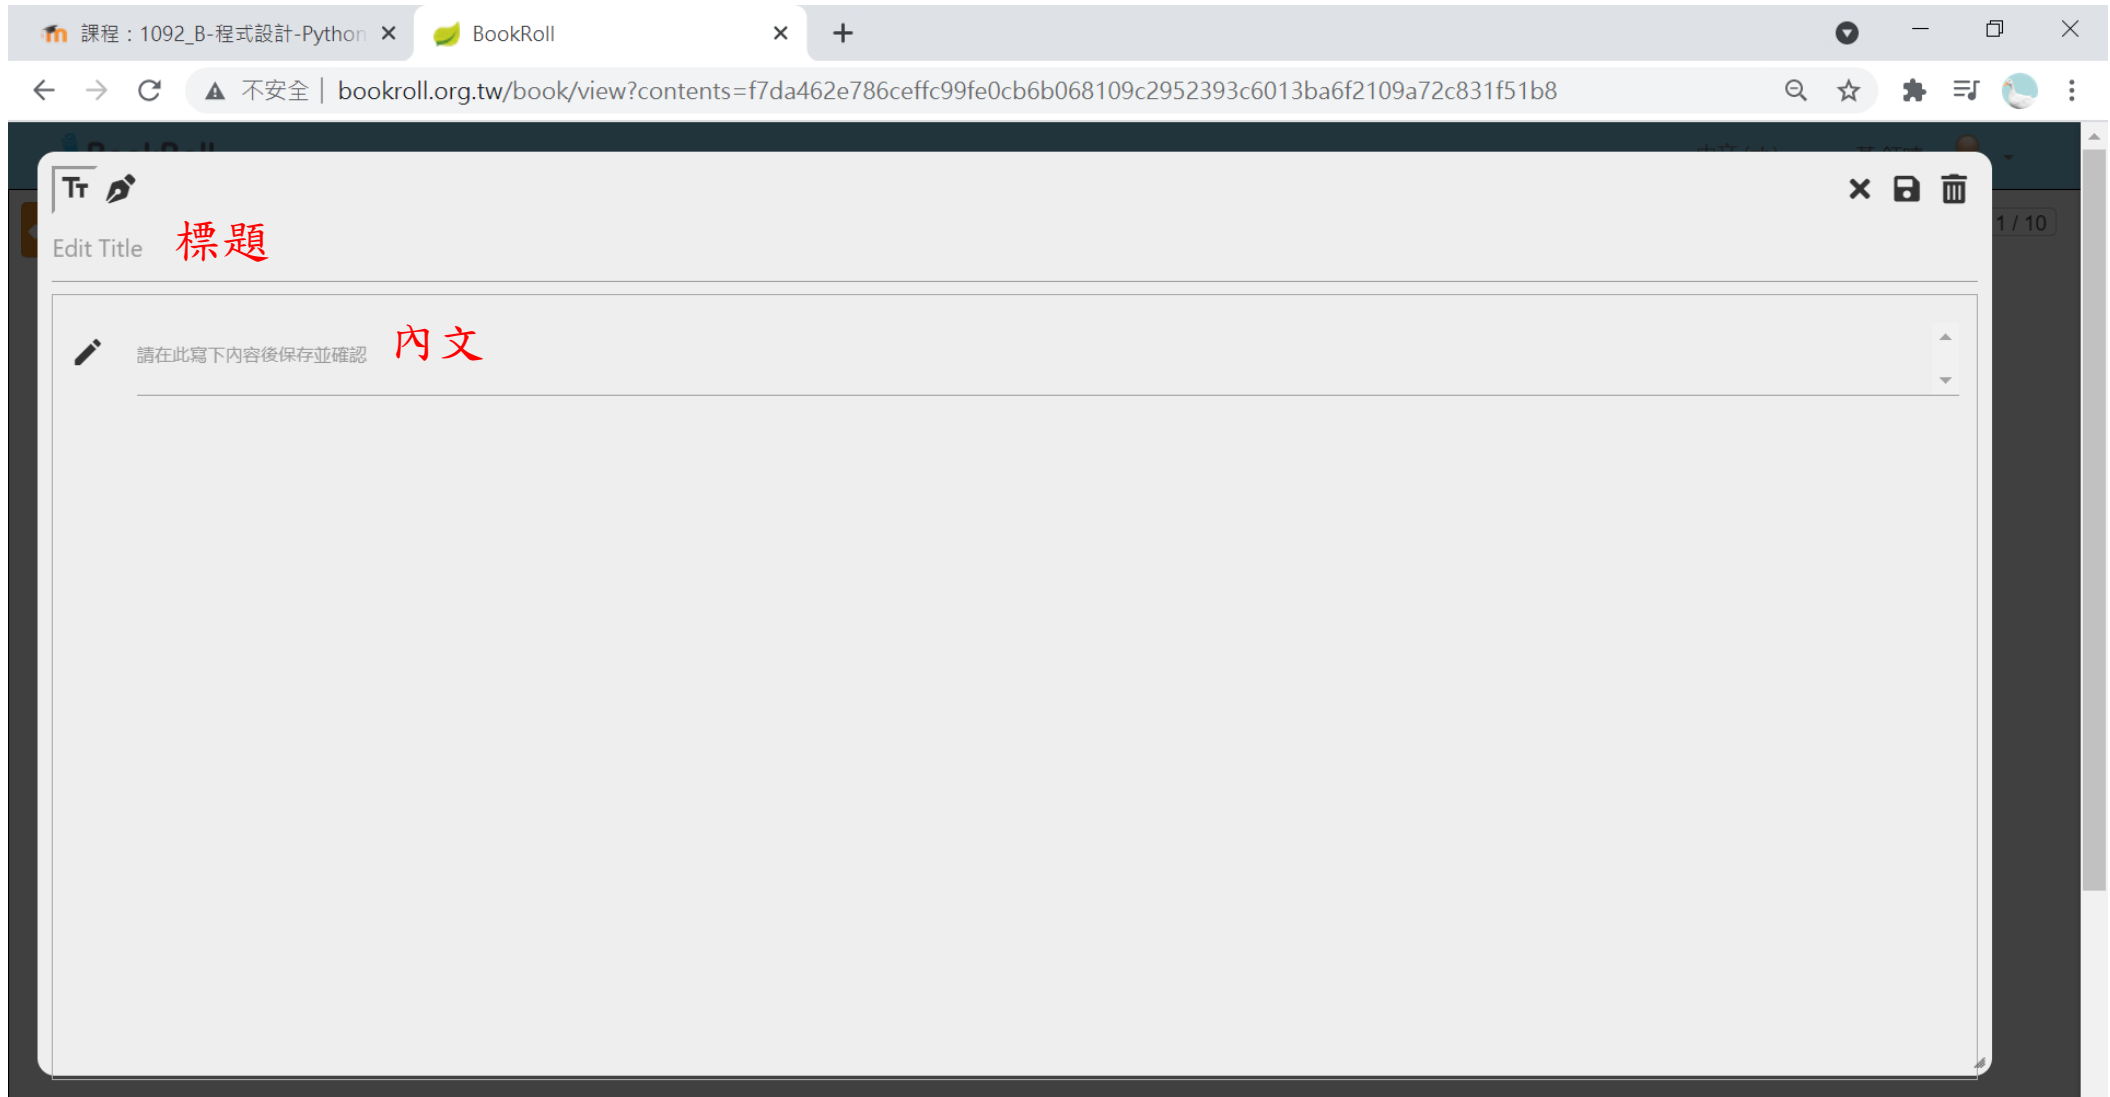 課程：1092_B-程式設計-Python
BookRoll
不安全 | bookroll.org.tw/book/view?contents=f7da462e786ceffc99fe0cb6b068109c2952393c6013ba6f2109a72c831f51b8
BookRoll
Tт
1 / 10
Edit Title 標題
請在此寫下內容後保存並確認 內文